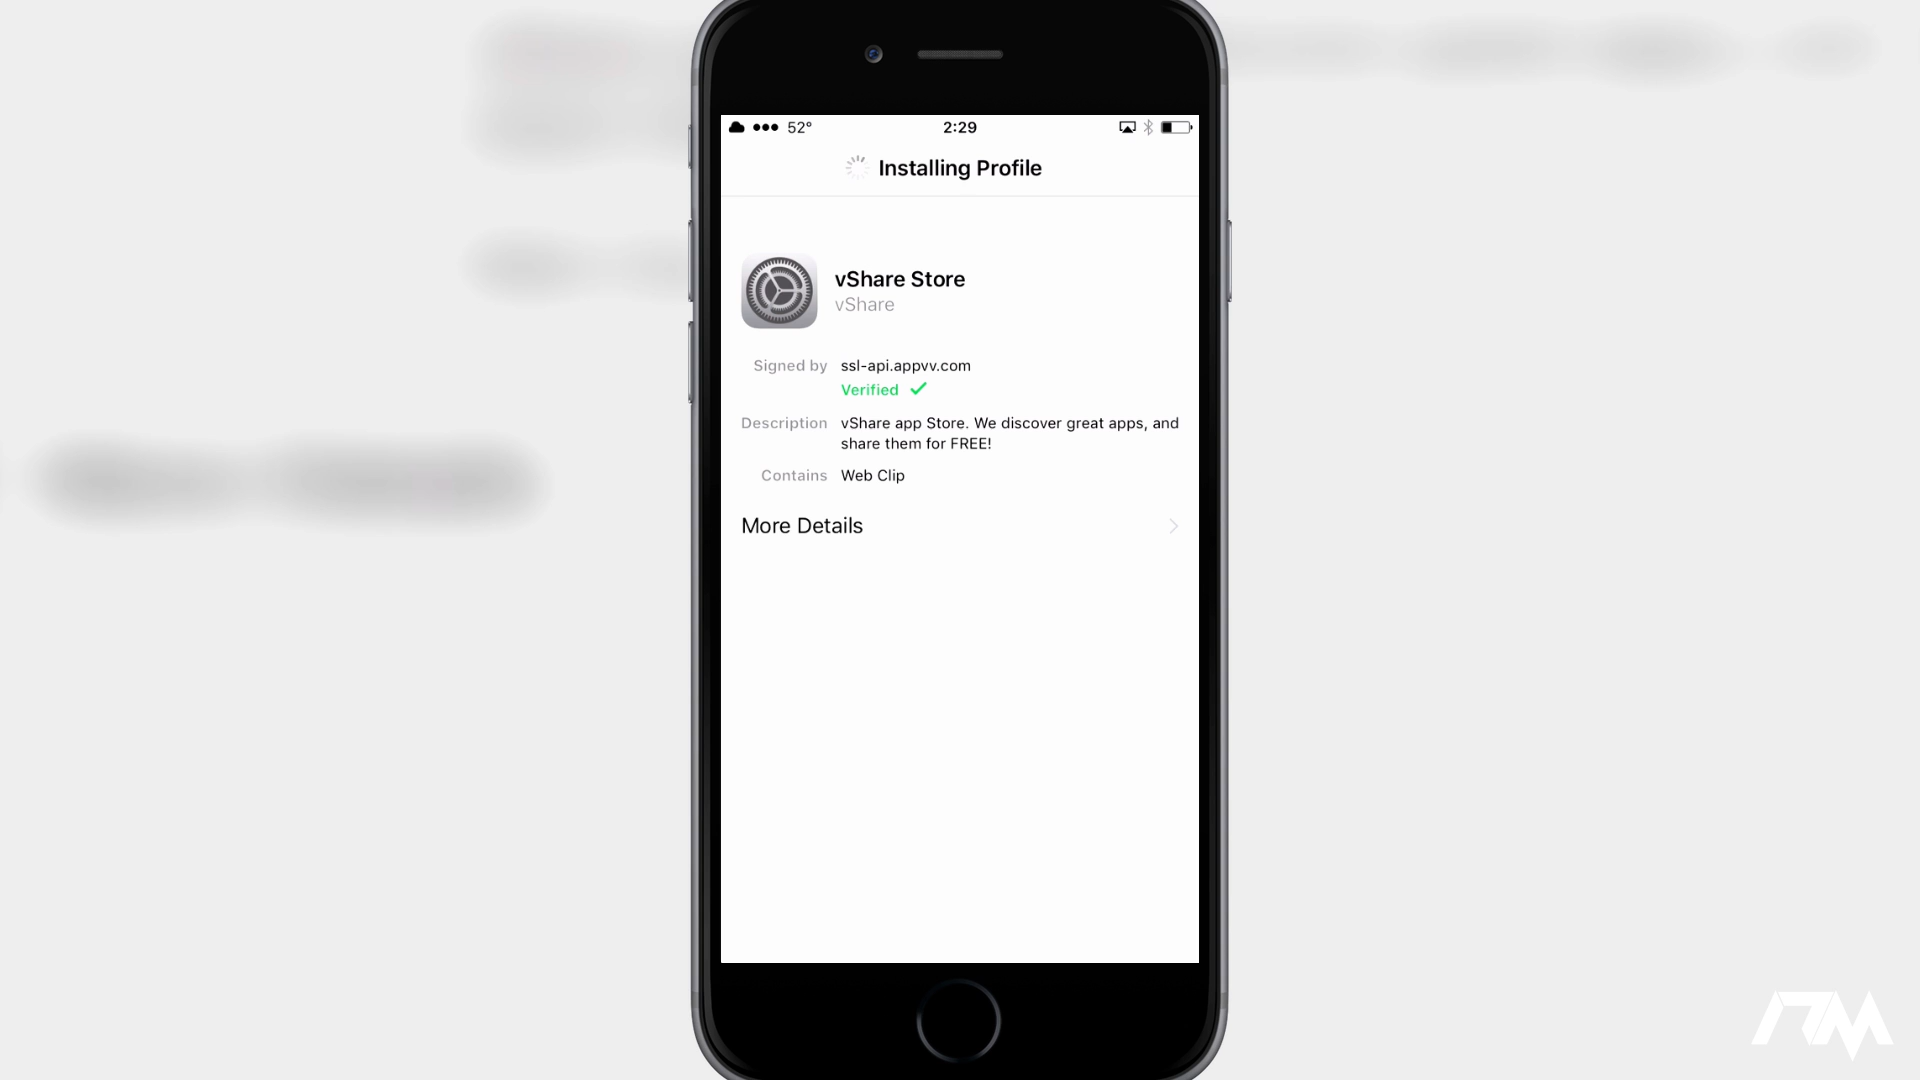 52°
2:29
Installing Profile
vShare Store
vShare
Signed by ssl-api.appvv.com
Verified
Description vShare app Store. We discover great apps, and
share them for FREE!
Contains Web Clip
More Details